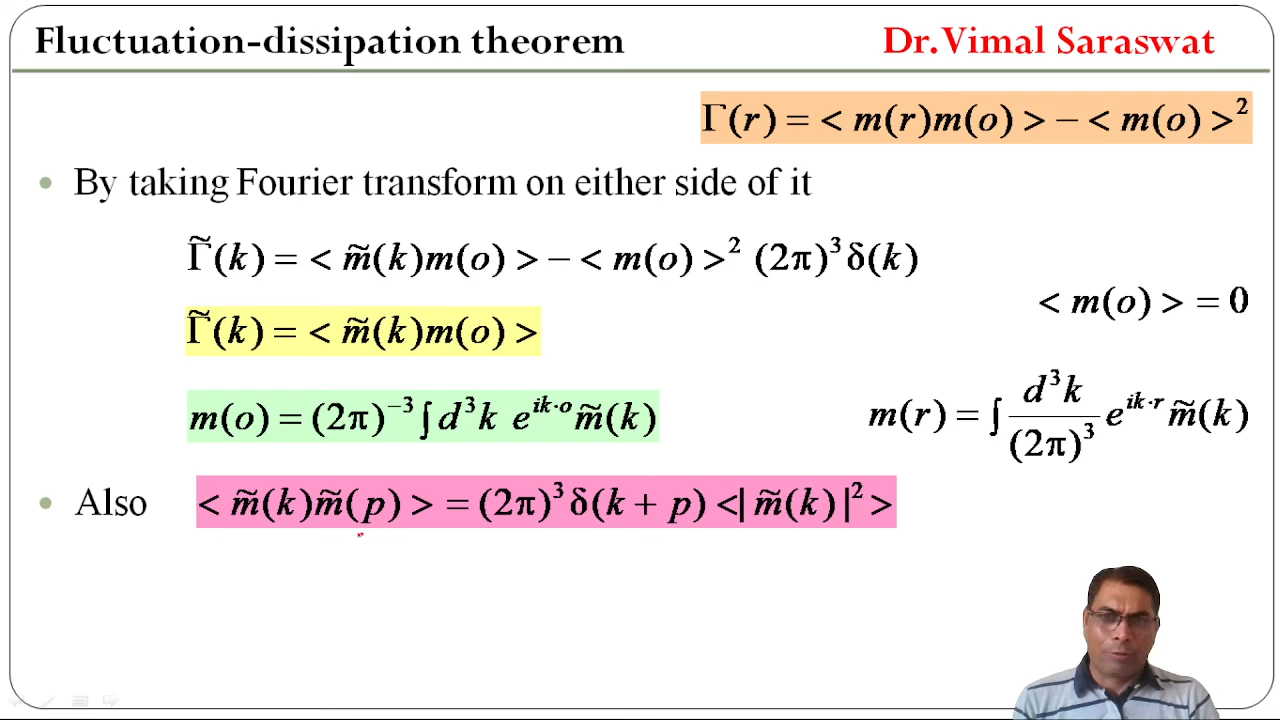 Fluctuation-dissipation theorem
Dr.Vimal Saraswat
Γ(r) = < m(r)m(o) > − < m(o) >²
• By taking Fourier transform on either side of it
Γ̃(k) = < m̃(k)m(o) > − < m(o) >² (2π)³δ(k)
< m(o) > = 0
Γ̃(k) = < m̃(k)m(o) >
m(o) = (2π)⁻³ ∫ d³k e^{ik·o} m̃(k)
m(r) = ∫ d³k/(2π)³ e^{ik·r} m̃(k)
• Also < m̃(k)m̃(p) > = (2π)³δ(k + p) <| m̃(k) |²>